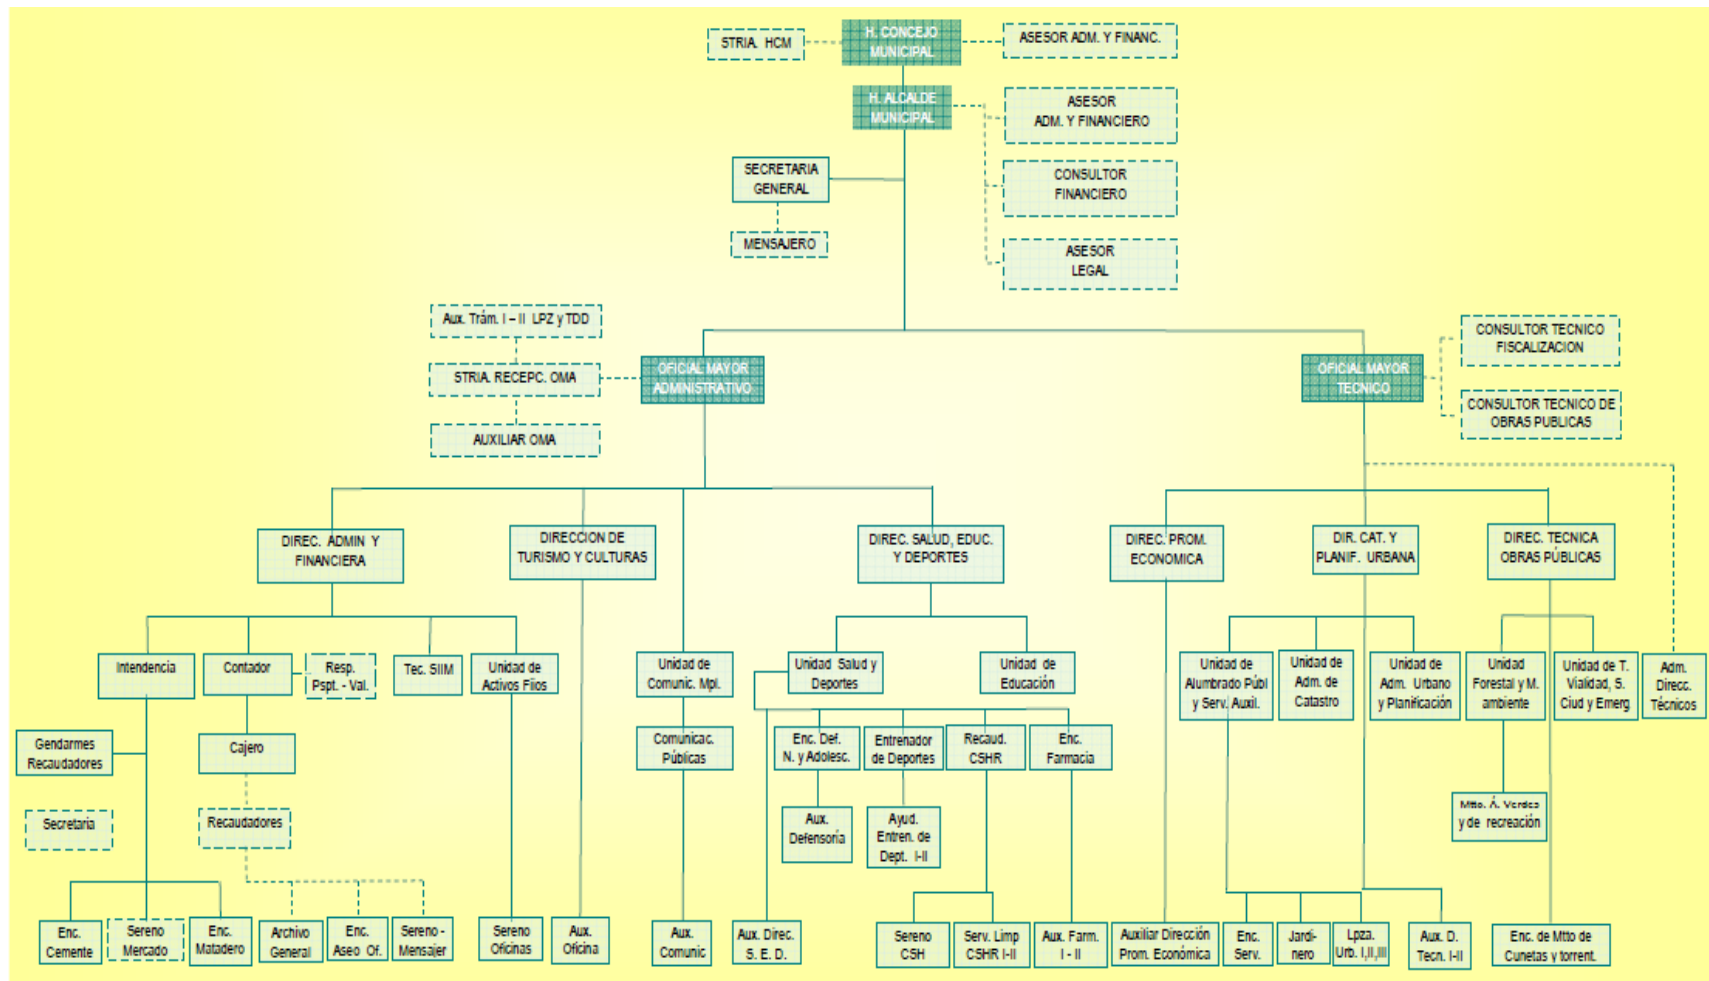 H. CONCEJO
MUNICIPAL
STRIA. HCM
ASESOR ADM. Y FINANC.
H. ALCALDE
MUNICIPAL
ASESOR
ADM. Y FINANCIERO
SECRETARIA
GENERAL
CONSULTOR
FINANCIERO
MENSAJERO
ASESOR
LEGAL
Aux. Trám. I – II LPZ y TDD
STRIA. RECEPC. OMA
AUXILIAR OMA
OFICIAL MAYOR
ADMINISTRATIVO
OFICIAL MAYOR
TECNICO
CONSULTOR TECNICO
FISCALIZACION
CONSULTOR TECNICO DE
OBRAS PUBLICAS
DIREC. ADMIN Y
FINANCIERA
DIRECCION DE
TURISMO Y CULTURAS
DIREC. SALUD, EDUC.
Y DEPORTES
DIREC. PROM.
ECONOMICA
DIR. CAT. Y
PLANIF. URBANA
DIREC. TECNICA
OBRAS PÚBLICAS
Intendencia
Contador
Resp.
Pspt. - Val.
Tec. SIIM
Unidad de
Activos Fijos
Unidad de
Comunic. Mpl.
Unidad Salud y
Deportes
Unidad de
Educación
Unidad de
Alumbrado Públ
y Serv. Auxil.
Unidad de
Adm. de
Catastro
Unidad de
Adm. Urbano
y Planificación
Unidad
Forestal y M.
ambiente
Unidad de T.
Vialidad, S.
Ciud y Emerg
Adm.
Direcc.
Técnicos
Gendarmes
Recaudadores
Cajero
Comunicac.
Públicas
Enc. Def.
N. y Adolesc.
Entrenador
de Deportes
Recaud.
CSHR
Enc.
Farmacia
Secretaria
Recaudadores
Aux.
Defensoría
Ayud.
Entren. de
Dept. I-II
Mtto. Á. Verdes
y de recreación
Enc.
Cemente
Sereno
Mercado
Enc.
Matadero
Archivo
General
Enc.
Aseo Of.
Sereno -
Mensajer
Sereno
Oficinas
Aux.
Oficina
Aux.
Comunic
Aux. Direc.
S. E. D.
Sereno
CSH
Serv. Limp
CSHR I-II
Aux. Farm.
I - II
Auxiliar Dirección
Prom. Económica
Enc.
Serv.
Jardi-
nero
Lpza.
Urb. I,II,III
Aux. D.
Tecn. I-II
Enc. de Mtto de
Cunetas y torrent.